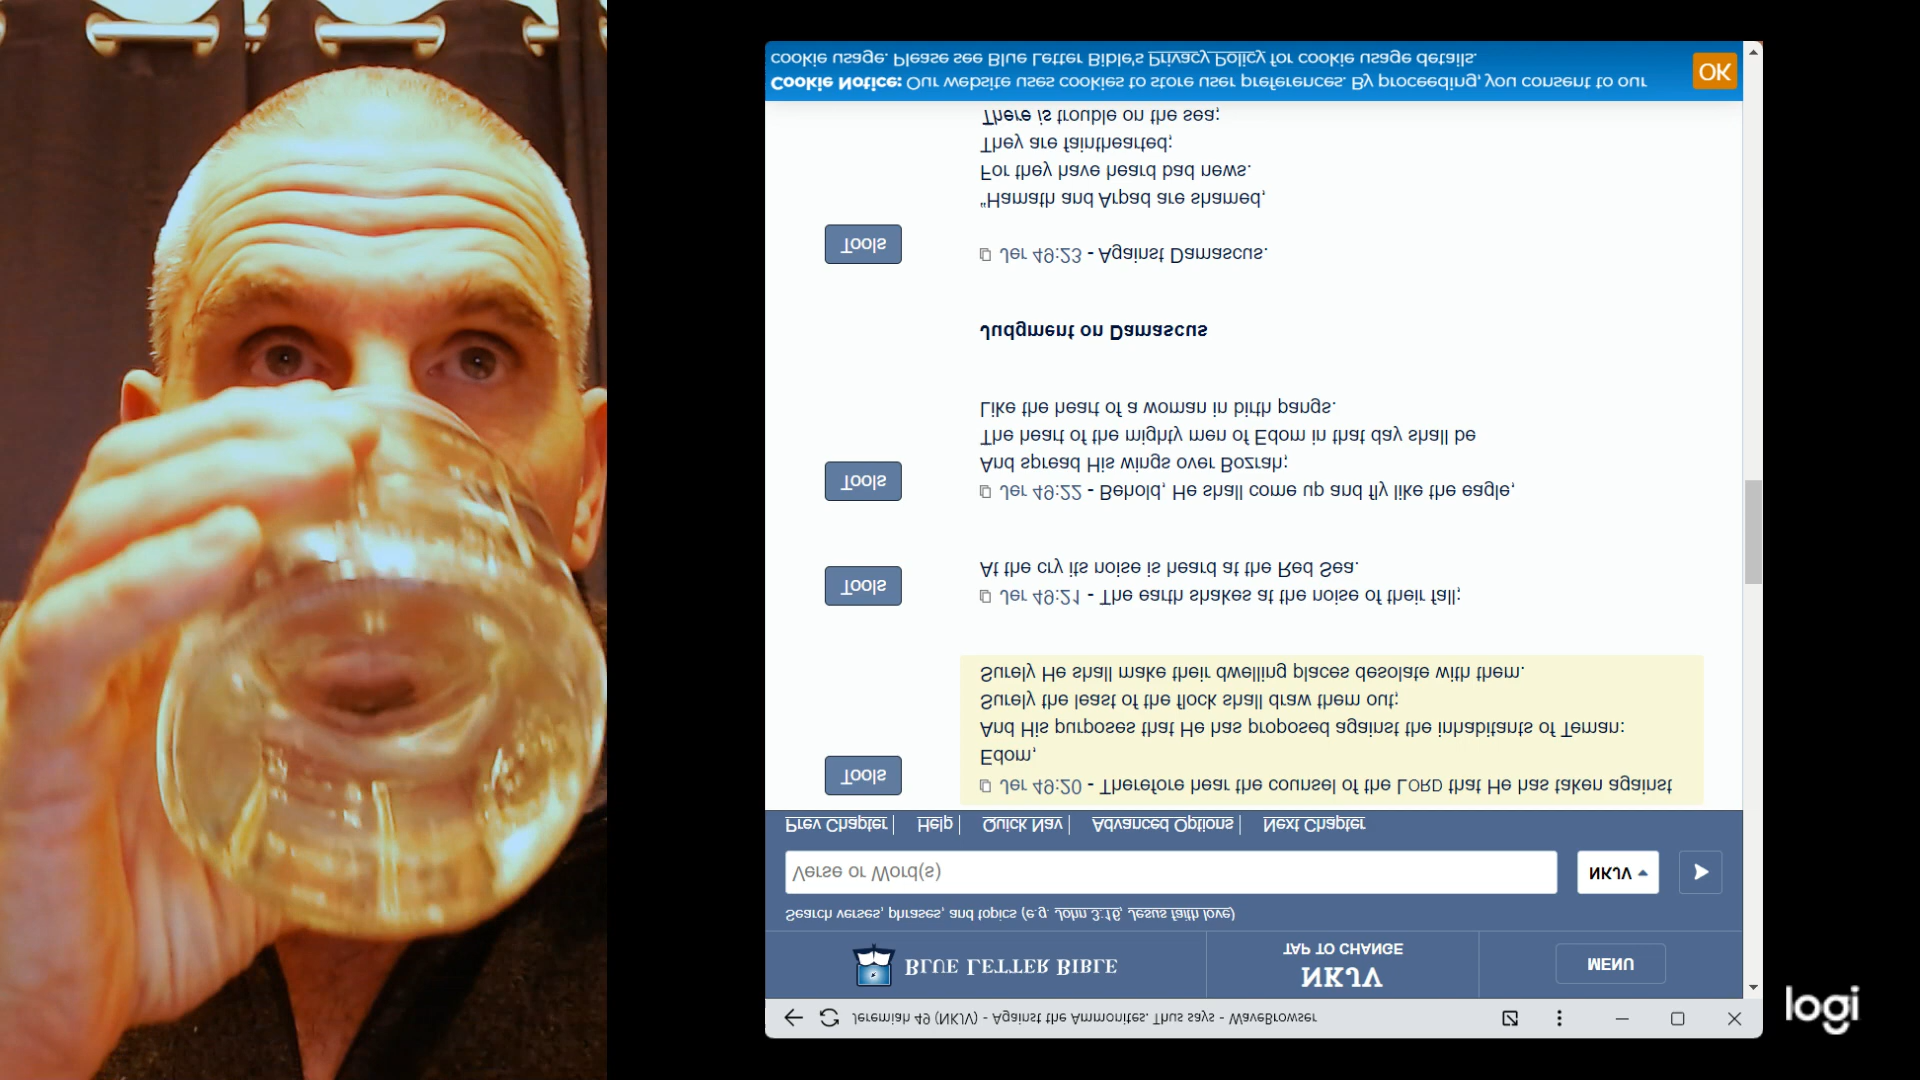 Jeremiah 49 (NKJV) - Against the Ammonites. Thus says - WaveBrowser
BLUE LETTER BIBLE
NKJV
TAP TO CHANGE
MENU
Search verses, phrases, and topics (e.g. John 3:16, Jesus faith love)
Verse or Word(s)
NKJV
Prev Chapter | Help | Quick Nav | Advanced Options | Next Chapter
Tools
Jer 49:20 - Therefore hear the counsel of the LORD that He has taken against
Edom,
And His purposes that He has proposed against the inhabitants of Teman:
Surely the least of the flock shall draw them out;
Surely He shall make their dwelling places desolate with them.
Tools
Jer 49:21 - The earth shakes at the noise of their fall;
At the cry its noise is heard at the Red Sea.
Tools
Jer 49:22 - Behold, He shall come up and fly like the eagle,
And spread His wings over Bozrah;
The heart of the mighty men of Edom in that day shall be
Like the heart of a woman in birth pangs.
Judgment on Damascus
Tools
Jer 49:23 - Against Damascus.
"Hamath and Arpad are shamed,
For they have heard bad news.
They are fainthearted;
There is trouble on the sea;
Cookie Notice: Our website uses cookies to store user preferences. By proceeding, you consent to our
cookie usage. Please see Blue Letter Bible's Privacy Policy for cookie usage details.
OK
logi